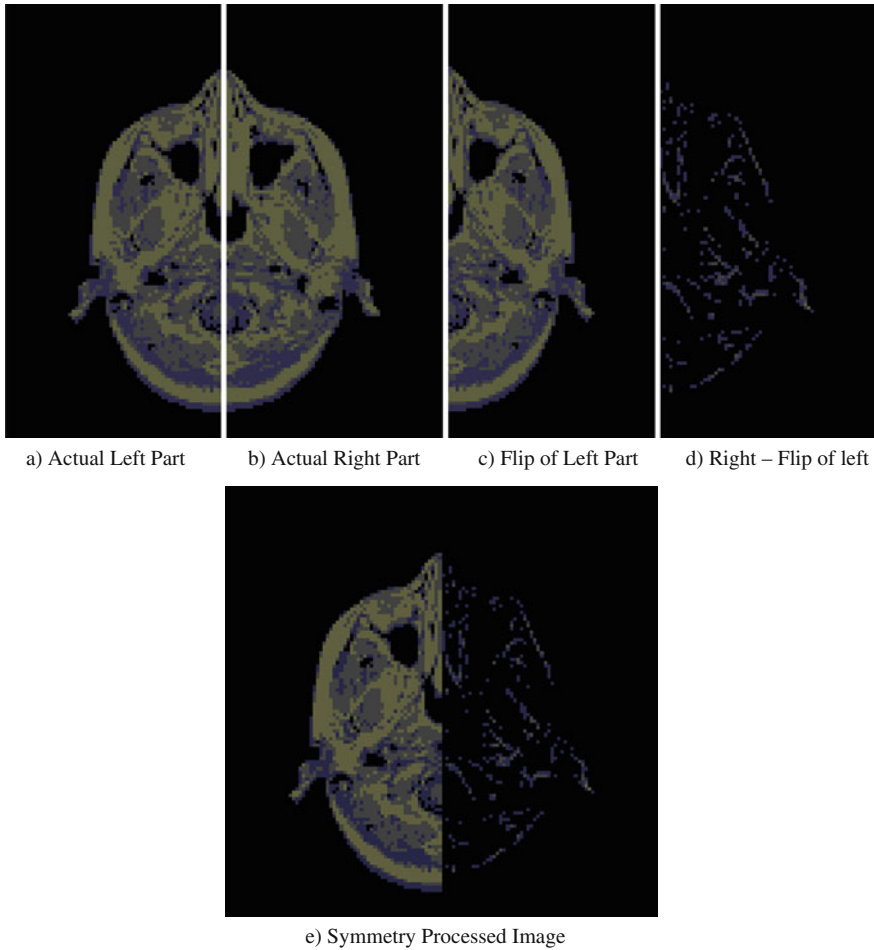 a) Actual Left Part
b) Actual Right Part
c) Flip of Left Part
d) Right – Flip of left
e) Symmetry Processed Image